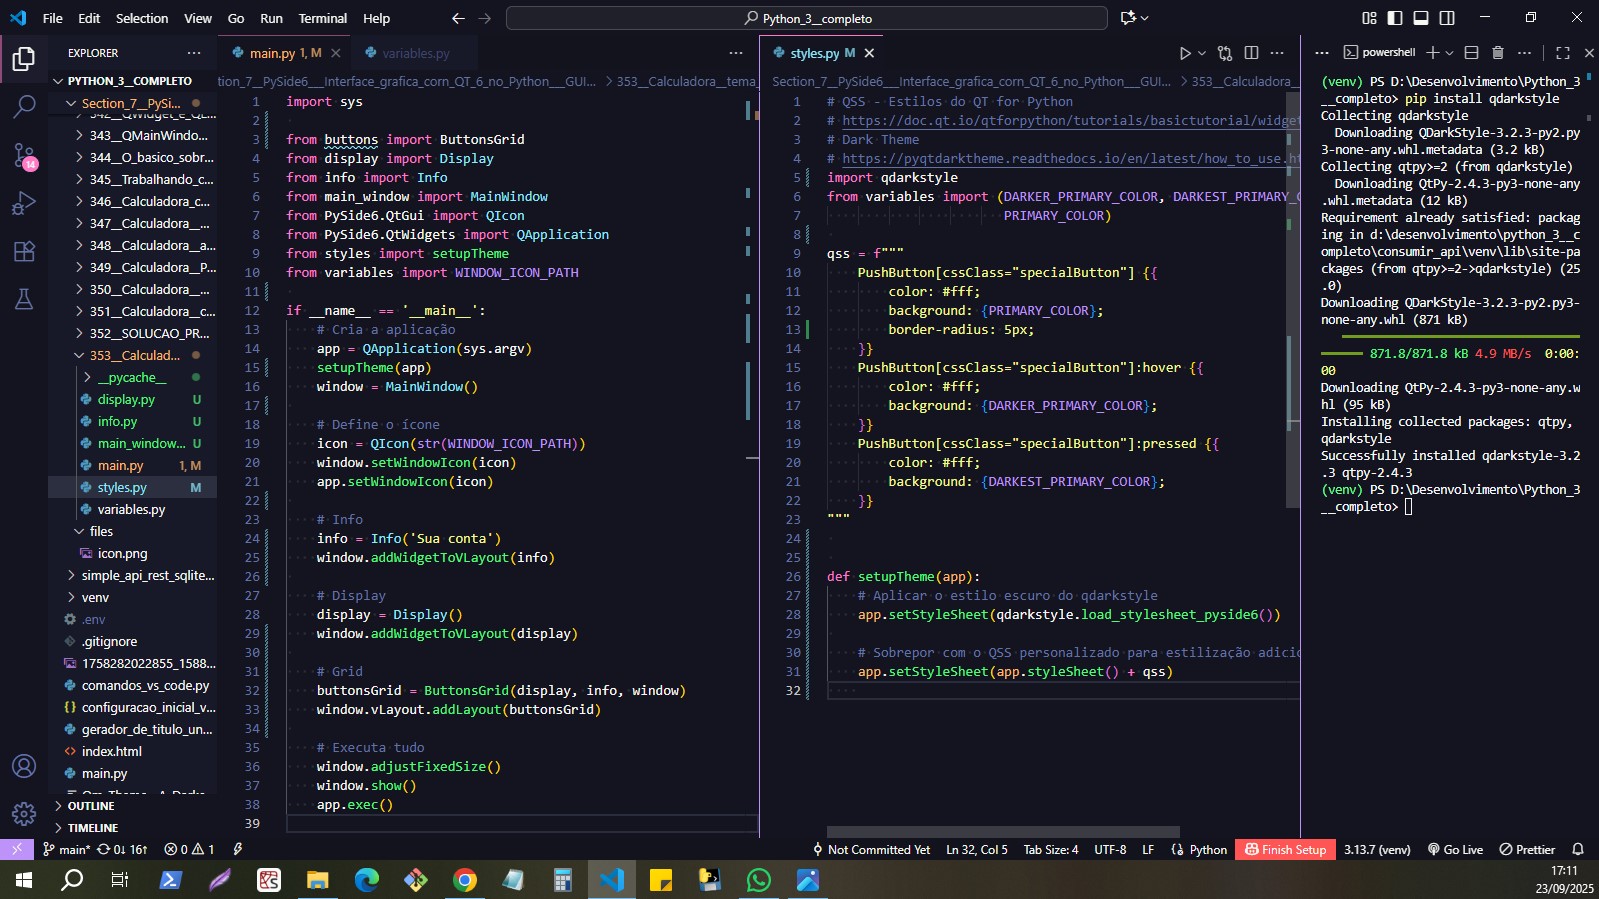 File Edit Selection View Go Run Terminal Help
Python_3__completo
EXPLORER
PYTHON_3__COMPLETO
Section_7__PySi...
342__QWidget_e_QL...
343__QMainWindo...
344__O_basico_sobr...
345__Trabalhando_c...
346__Calculadora_c...
347__Calculadora__...
348__Calculadora__a...
349__Calculadora__P...
350__Calculadora__...
351__Calculadora__c...
352__SOLUCAO_PR...
353__Calculad...
__pycache__
display.py U
info.py U
main_window... U
main.py 1, M
styles.py M
variables.py
files
icon.png
simple_api_rest_sqlite...
venv
.env
.gitignore
1758282022855_1588...
comandos_vs_code.py
configuracao_inicial_v...
gerador_de_titulo_un...
index.html
main.py
OUTLINE
TIMELINE
main.py 1, M variables.py
tion_7__PySide6___Interface_grafica_com_QT_6_no_Python___GUI... > 353__Calculadora__tema_
1 import sys
2
3 from buttons import ButtonsGrid
4 from display import Display
5 from info import Info
6 from main_window import MainWindow
7 from PySide6.QtGui import QIcon
8 from PySide6.QtWidgets import QApplication
9 from styles import setupTheme
10 from variables import WINDOW_ICON_PATH
11
12 if __name__ == '__main__':
13 # Cria a aplicação
14 app = QApplication(sys.argv)
15 setupTheme(app)
16 window = MainWindow()
17
18 # Define o ícone
19 icon = QIcon(str(WINDOW_ICON_PATH))
20 window.setWindowIcon(icon)
21 app.setWindowIcon(icon)
22
23 # Info
24 info = Info('Sua conta')
25 window.addWidgetToVLayout(info)
26
27 # Display
28 display = Display()
29 window.addWidgetToVLayout(display)
30
31 # Grid
32 buttonsGrid = ButtonsGrid(display, info, window)
33 window.vLayout.addLayout(buttonsGrid)
34
35 # Executa tudo
36 window.adjustFixedSize()
37 window.show()
38 app.exec()
39
styles.py M
Section_7__PySide6___Interface_grafica_com_QT_6_no_Python___GUI... > 353__Calculadora_
1 # QSS - Estilos do QT for Python
2 # https://doc.qt.io/qtforpython/tutorials/basictutorial/widget
3 # Dark Theme
4 # https://pyqtdarktheme.readthedocs.io/en/latest/how_to_use.ht
5 import qdarkstyle
6 from variables import (DARKER_PRIMARY_COLOR, DARKEST_PRIMARY_C
7 PRIMARY_COLOR)
8
9 qss = f"""
10 PushButton[cssClass="specialButton"] {{
11 color: #fff;
12 background: {PRIMARY_COLOR};
13 border-radius: 5px;
14 }}
15 PushButton[cssClass="specialButton"]:hover {{
16 color: #fff;
17 background: {DARKER_PRIMARY_COLOR};
18 }}
19 PushButton[cssClass="specialButton"]:pressed {{
20 color: #fff;
21 background: {DARKEST_PRIMARY_COLOR};
22 }}
23 """
24
25
26 def setupTheme(app):
27 # Aplicar o estilo escuro do qdarkstyle
28 app.setStyleSheet(qdarkstyle.load_stylesheet_pyside6())
29
30 # Sobrepor com o QSS personalizado para estilização adici
31 app.setStyleSheet(app.styleSheet() + qss)
32
powershell
(venv) PS D:\Desenvolvimento\Python_3
__completo> pip install qdarkstyle
Collecting qdarkstyle
Downloading QDarkStyle-3.2.3-py2.py
3-none-any.whl.metadata (3.2 kB)
Collecting qtpy>=2 (from qdarkstyle)
Downloading QtPy-2.4.3-py3-none-any
.whl.metadata (12 kB)
Requirement already satisfied: packag
ing in d:\desenvolvimento\python_3__c
ompleto\consumir_api\venv\lib\site-pa
ckages (from qtpy>=2->qdarkstyle) (25
.0)
Downloading QDarkStyle-3.2.3-py2.py3-
none-any.whl (871 kB)
871.8/871.8 kB 4.9 MB/s 0:00:
00
Downloading QtPy-2.4.3-py3-none-any.w
hl (95 kB)
Installing collected packages: qtpy,
qdarkstyle
Successfully installed qdarkstyle-3.2
.3 qtpy-2.4.3
(venv) PS D:\Desenvolvimento\Python_3
__completo>
main* 0↓ 16↑ 0 1 Not Committed Yet Ln 32, Col 5 Tab Size: 4 UTF-8 LF Python Finish Setup 3.13.7 (venv) Go Live Prettier
17:11
23/09/2025